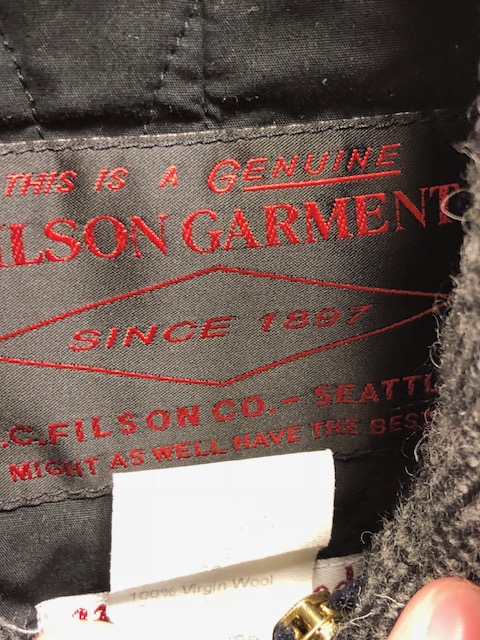 THIS IS A GENUINE
ILSON GARMENT
SINCE 1897
.C. FILSON CO. – SEATTL
MIGHT AS WELL HAVE THE BES
100% Virgin Wool